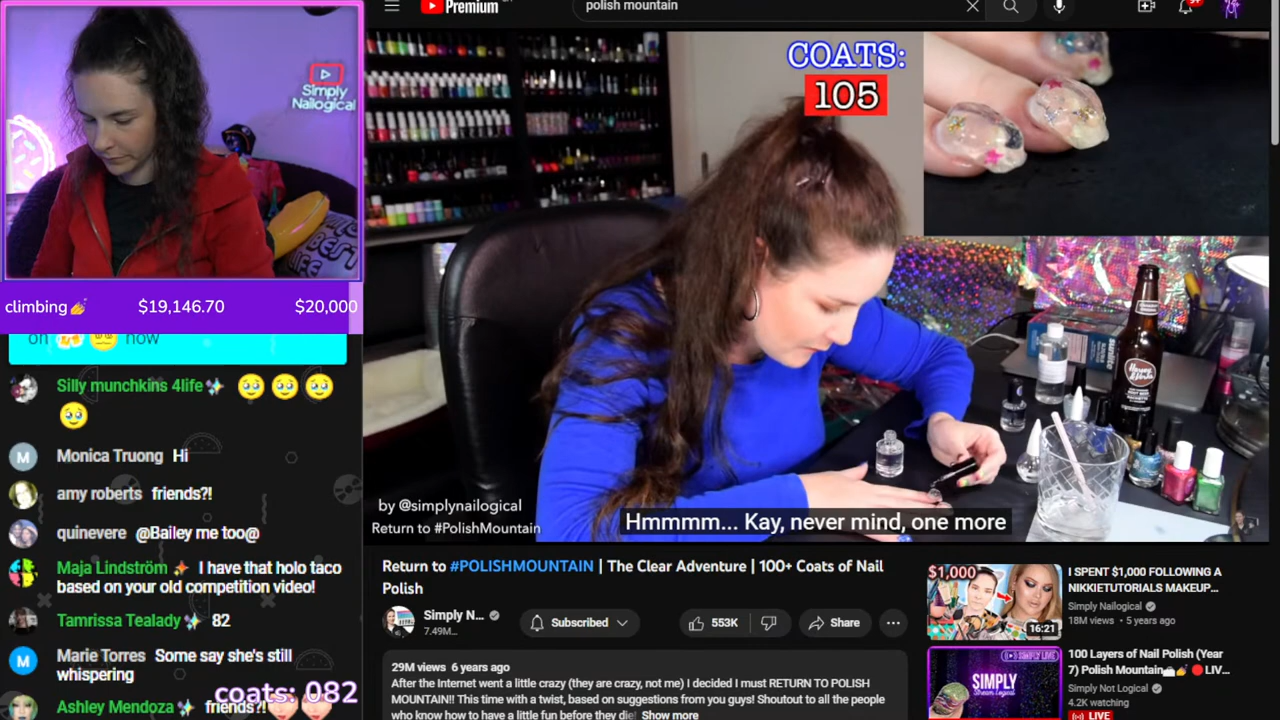 Premium
polish mountain
9+
Simply
Nailogical
COATS:
105
climbing💅 $19,146.70 $20,000
on 🍻 😵‍💫 now
Silly munchkins 4life✨ 🥹 🥹 🥹
🥹
M Monica Truong Hi
amy roberts friends?!
quinevere @Bailey me too@
Maja Lindström I have that holo taco
based on your old competition video!
Tamrissa Tealady ✨ 82
M Marie Torres Some say she's still
whispering
Ashley Mendoza ✨ friends?!
coats: 082
by @simplynailogical
Return to #PolishMountain
Hmmmm... Kay, never mind, one more
Return to #POLISHMOUNTAIN | The Clear Adventure | 100+ Coats of Nail
Polish
Simply N...
7.49M...
Subscribed
553K
Share
29M views 6 years ago
After the Internet went a little crazy (they are crazy, not me) I decided I must RETURN TO POLISH
MOUNTAIN!! This time with a twist, based on suggestions from you guys! Shoutout to all the people
who know how to have a little fun before they die! Show more
$1,000
16:21
I SPENT $1,000 FOLLOWING A
NIKKIETUTORIALS MAKEUP...
Simply Nailogical
18M views • 5 years ago
SIMPLY LIVE
SIMPLY
100 Layers of Nail Polish (Year
7) Polish Mountain🏔💅 🔴LIV...
Simply Not Logical
4.2K watching
LIVE